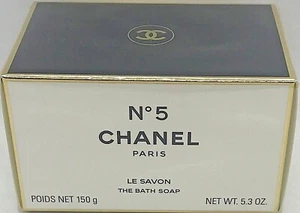 N°5
CHANEL
PARIS
LE SAVON
THE BATH SOAP
POIDS NET 150 g
NET WT. 5.3 OZ.